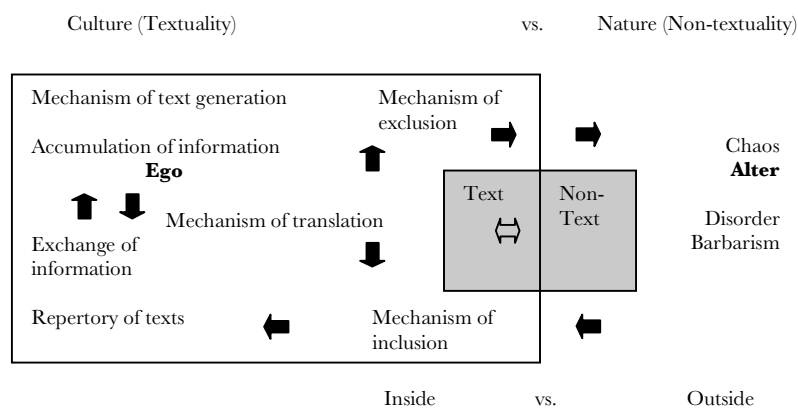 Culture (Textuality) vs. Nature (Non-textuality)
Mechanism of text generation
Mechanism of
exclusion
Accumulation of information
Ego
Chaos
Alter
Text
Non-
Text
Mechanism of translation
Disorder
Barbarism
Exchange of
information
Repertory of texts
Mechanism of
inclusion
Inside vs. Outside